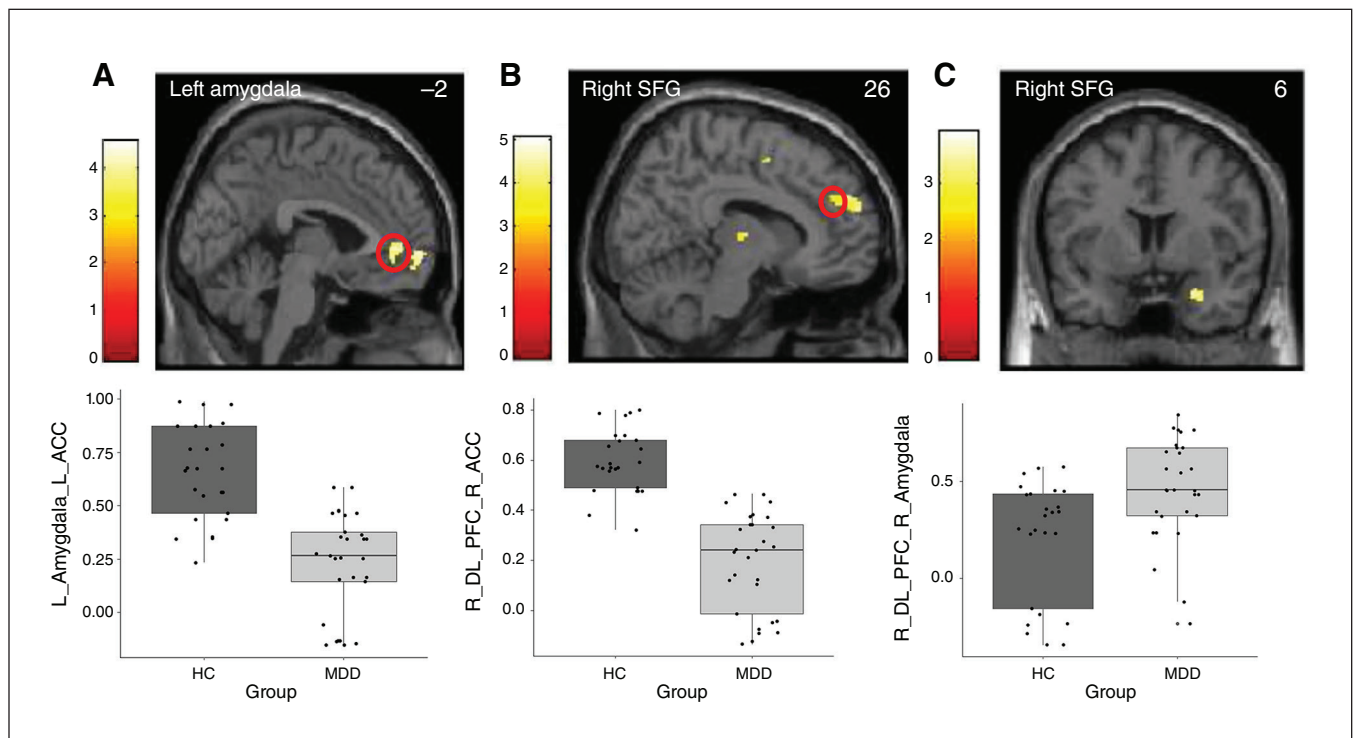 A
Left amygdala
–2
4
3
2
1
0
B
Right SFG
26
5
4
3
2
1
0
C
Right SFG
6
3
2
1
0
L_Amygdala_L_ACC
1.00
0.75
0.50
0.25
0.00
HC
MDD
Group
R_DL_PFC_R_ACC
0.8
0.6
0.4
0.2
0.0
HC
MDD
Group
R_DL_PFC_R_Amygdala
0.5
0.0
HC
MDD
Group